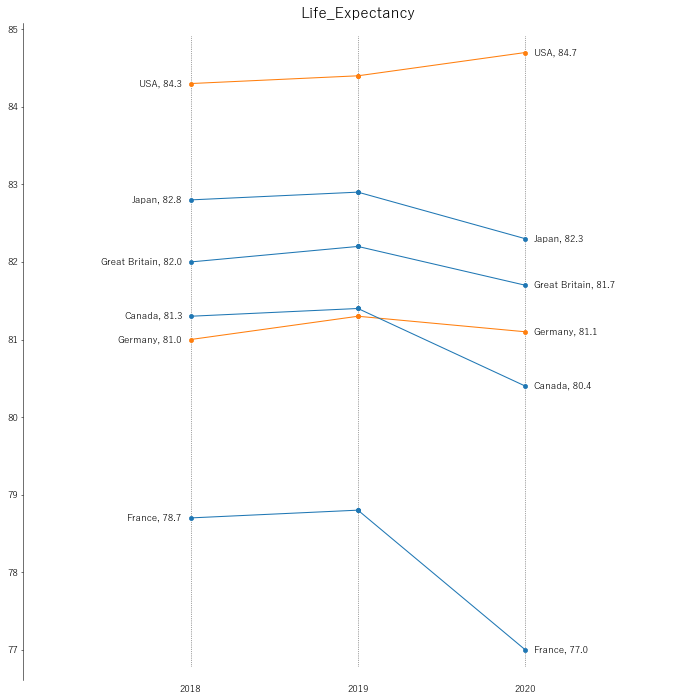 Life_Expectancy
85
84
83
82
81
80
79
78
77
USA, 84.3
USA, 84.7
Japan, 82.8
Japan, 82.3
Great Britain, 82.0
Great Britain, 81.7
Canada, 81.3
Germany, 81.1
Germany, 81.0
Canada, 80.4
France, 78.7
France, 77.0
2018
2019
2020